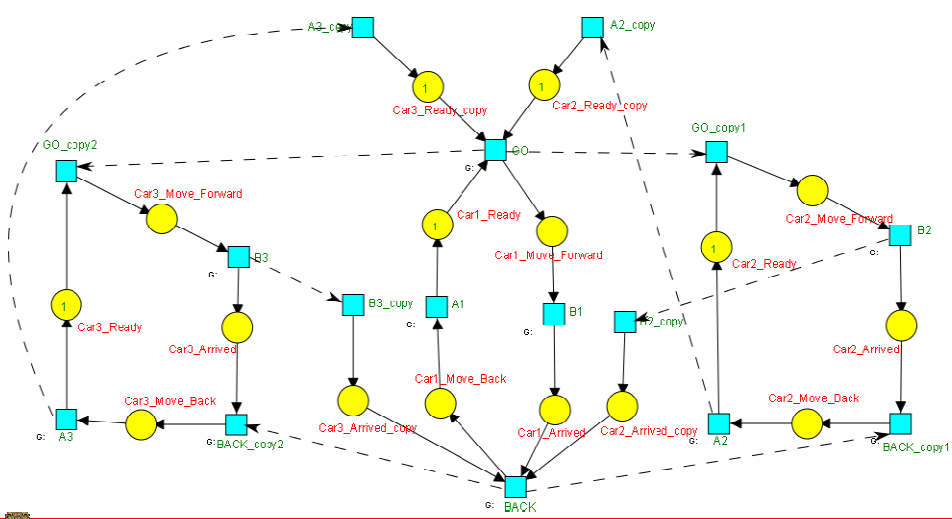 A3_copy
A2_copy
1
1
Car3_Ready_copy
Car2_Ready_copy
GO_copy1
GO_copy2
GO
G:
Car3_Move_Forward
Car1_Ready
1
Car2_Move_Forward
B2
G:
Car1_Move_Forward
1
Car2_Ready
B3
G:
1
Car3_Ready
B3_copy
A1
G:
B1
G:
B2_copy
Car3_Arrived
Car2_Arrived
Car1_Move_Back
Car3_Move_Back
Car2_Move_Back
Car3_Arrived_copy
Car1_Arrived
Car2_Arrived_copy
G:
A3
G:
BACK_copy2
G:
A2
G:
BACK_copy1
G:
BACK